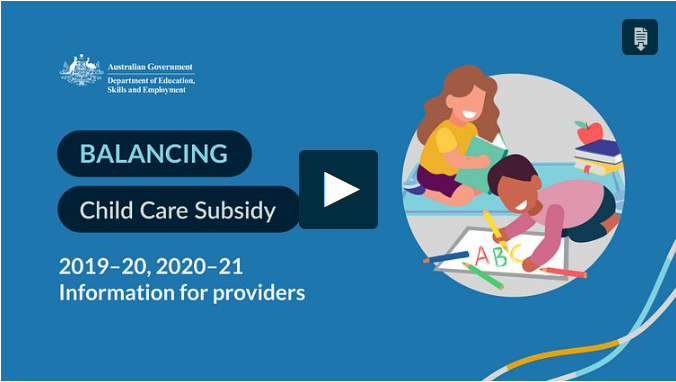 Australian Government
Department of Education,
Skills and Employment
BALANCING
Child Care Subsidy
2019–20, 2020–21
Information for providers
ABC